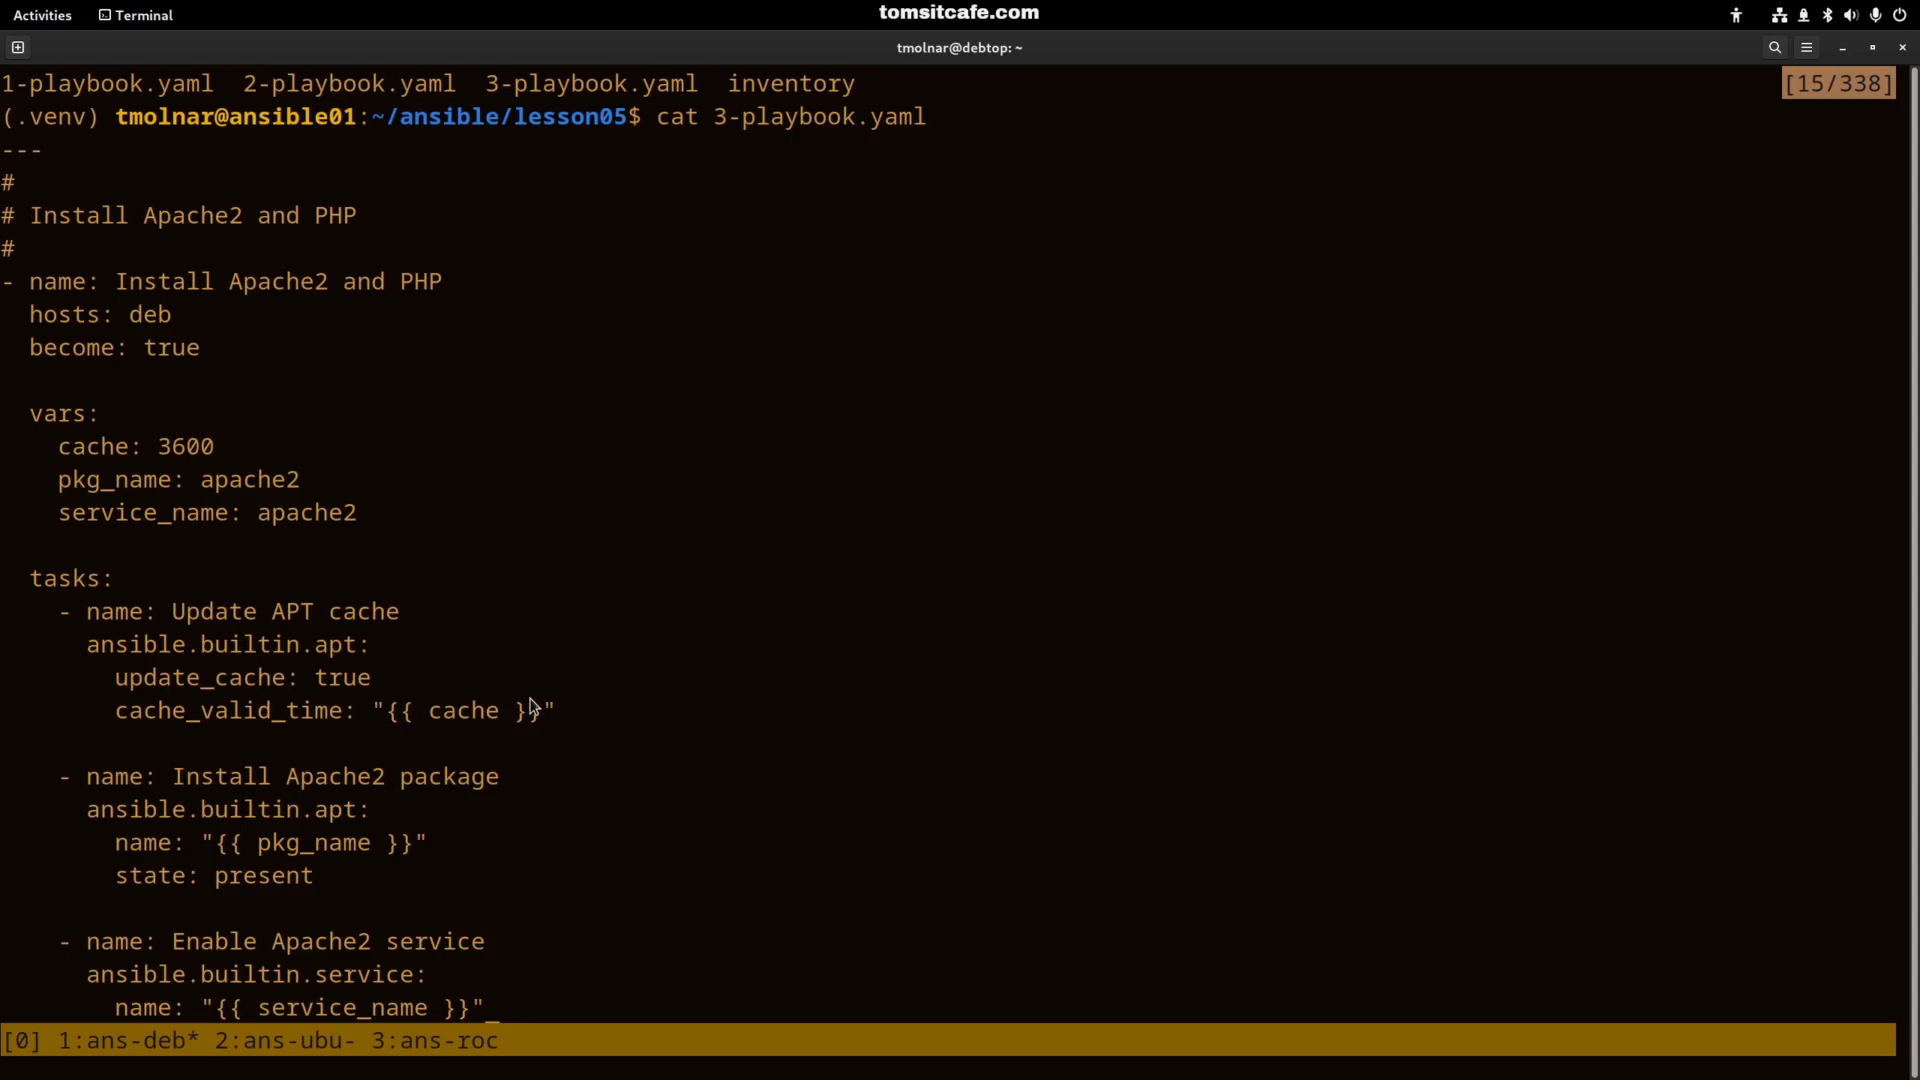 Activities Terminal tomsitcafe.com
tmolnar@debtop: ~
1-playbook.yaml  2-playbook.yaml  3-playbook.yaml  inventory [15/338]
(.venv) tmolnar@ansible01:~/ansible/lesson05$ cat 3-playbook.yaml
---
#
# Install Apache2 and PHP
#
- name: Install Apache2 and PHP
  hosts: deb
  become: true

  vars:
    cache: 3600
    pkg_name: apache2
    service_name: apache2

  tasks:
    - name: Update APT cache
      ansible.builtin.apt:
        update_cache: true
        cache_valid_time: "{{ cache }}"

    - name: Install Apache2 package
      ansible.builtin.apt:
        name: "{{ pkg_name }}"
        state: present

    - name: Enable Apache2 service
      ansible.builtin.service:
        name: "{{ service_name }}"
[0] 1:ans-deb* 2:ans-ubu- 3:ans-roc